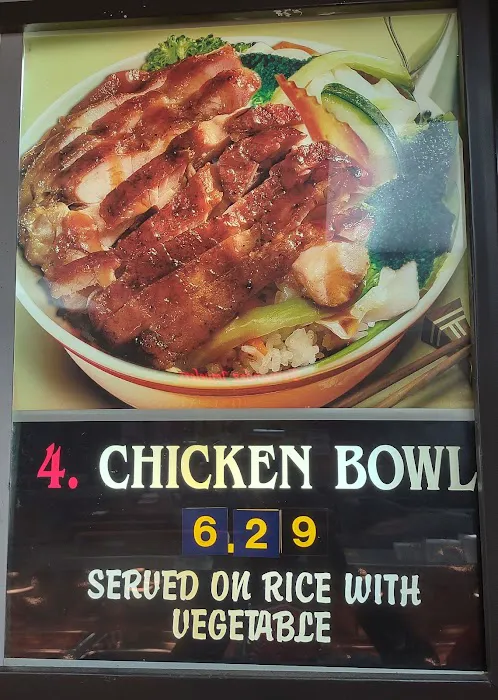 4. CHICKEN BOWL
6.29
SERVED ON RICE WITH
VEGETABLE